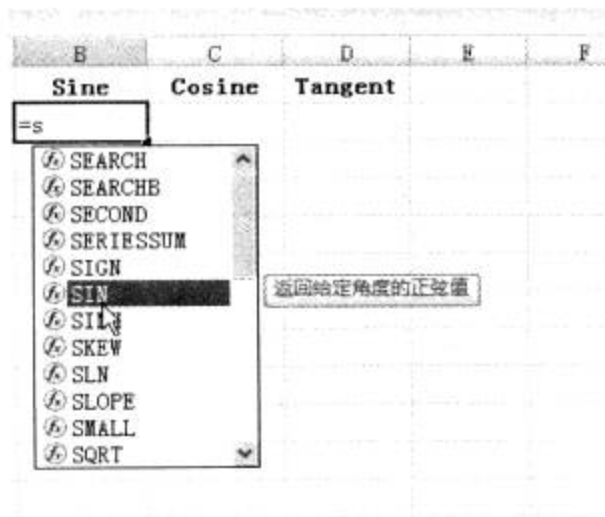 B C D E F
Sine Cosine Tangent
=s
SEARCH
SEARCHB
SECOND
SERIESSUM
SIGN
SIN 返回给定角度的正弦值
SKEW
SLN
SLOPE
SMALL
SQRT